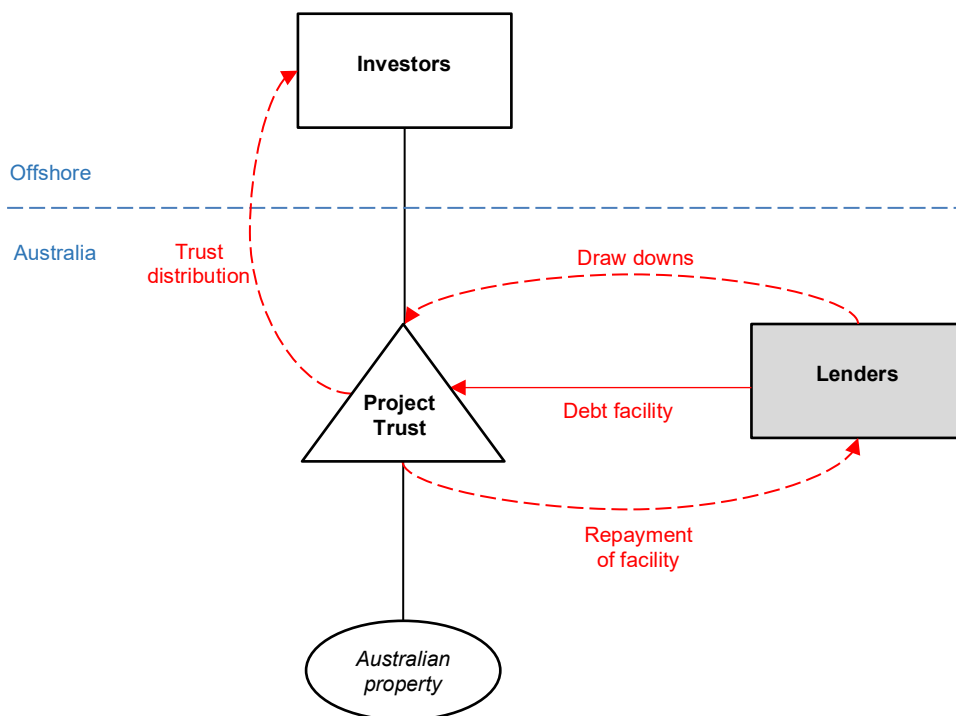 Investors
Offshore
Australia
Trust
distribution
Draw downs
Lenders
Debt facility
Project
Trust
Repayment
of facility
Australian
property